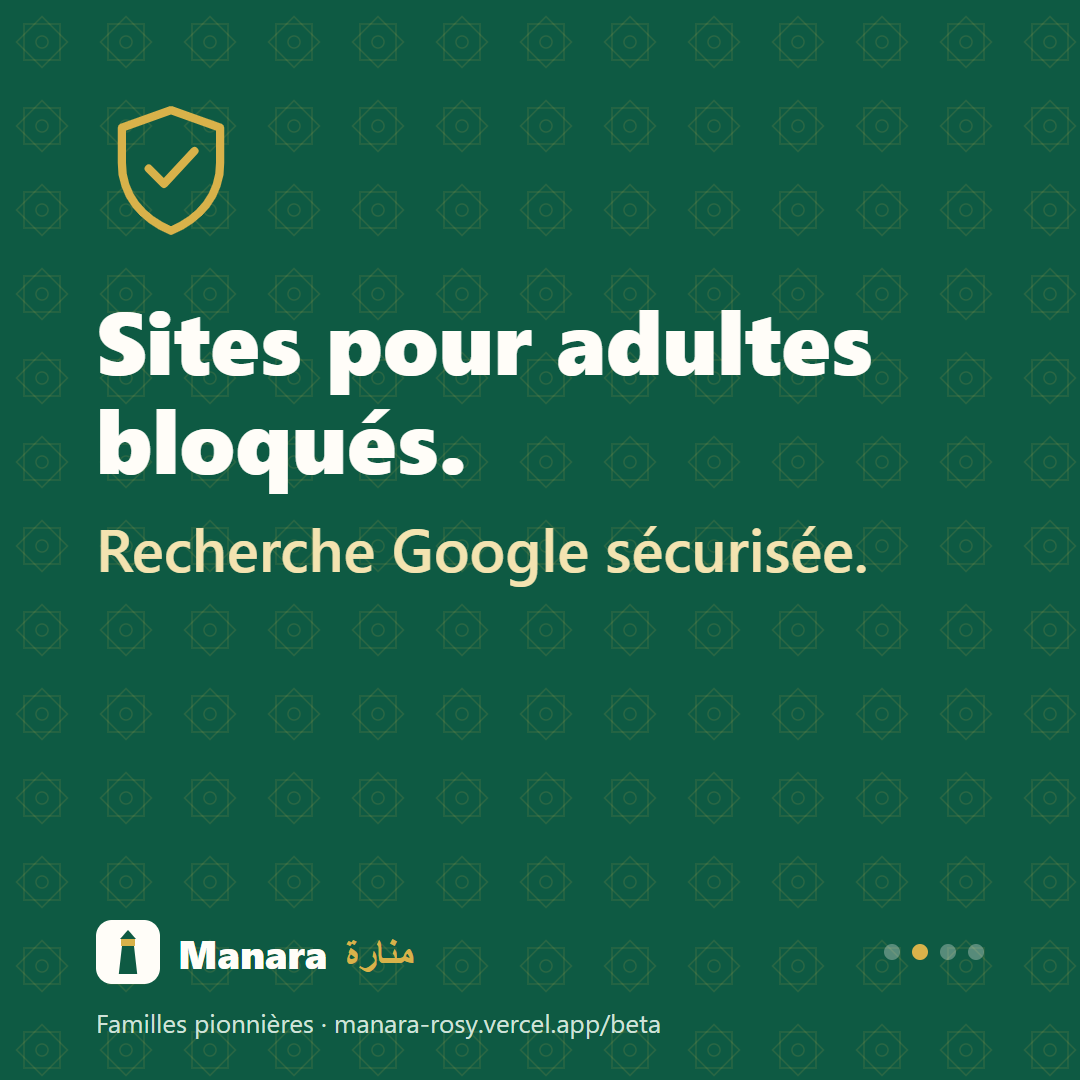 Sites pour adultes
bloqués.
Recherche Google sécurisée.
Manara منارة
Familles pionnières · manara-rosy.vercel.app/beta